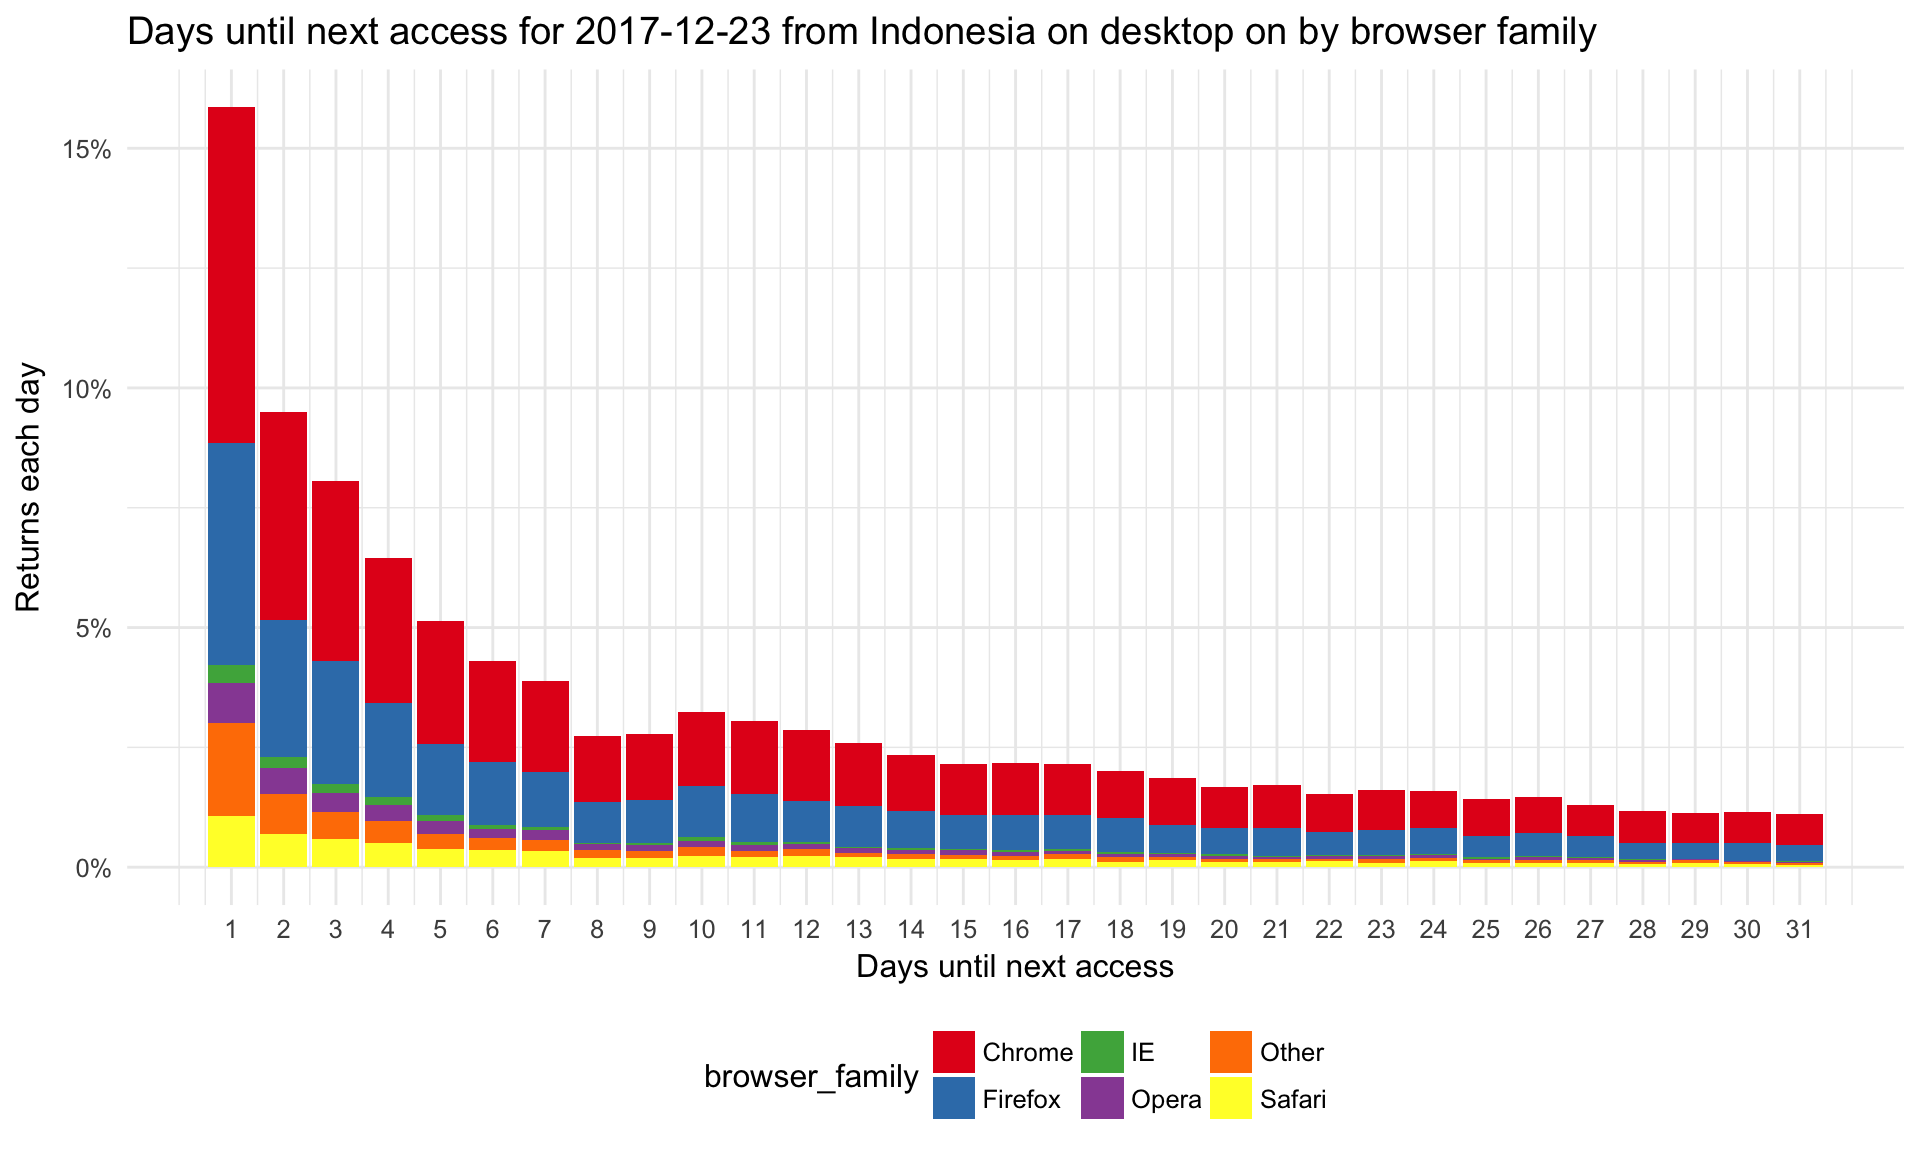 Days until next access for 2017-12-23 from Indonesia on desktop on by browser family
Returns each day
15%
10%
5%
0%
1 2 3 4 5 6 7 8 9 10 11 12 13 14 15 16 17 18 19 20 21 22 23 24 25 26 27 28 29 30 31
Days until next access
browser_family
Chrome IE Other
Firefox Opera Safari